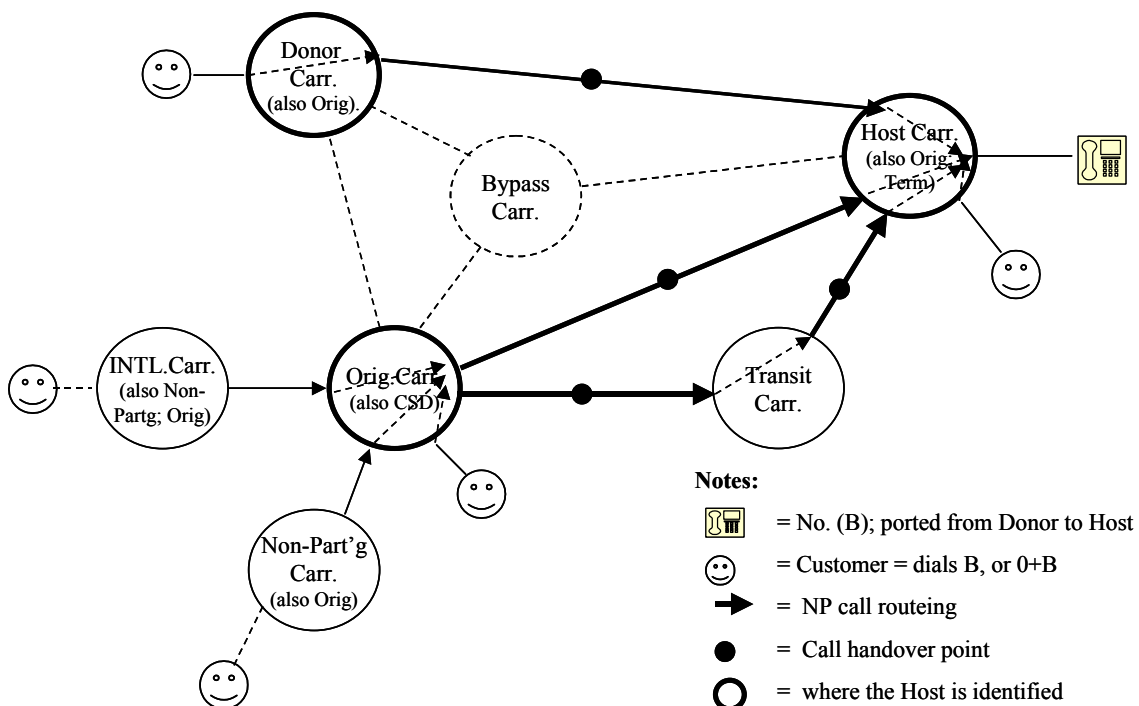 Donor
Carr.
(also Orig).
Host Carr.
(also Orig;
Term)
Bypass
Carr.
INTL.Carr.
(also Non-
Partg; Orig)
Orig.Carr.
(also CSD)
Transit
Carr.
Non-Part'g
Carr.
(also Orig)
Notes:
= No. (B); ported from Donor to Host
= Customer = dials B, or 0+B
= NP call routeing
= Call handover point
= where the Host is identified